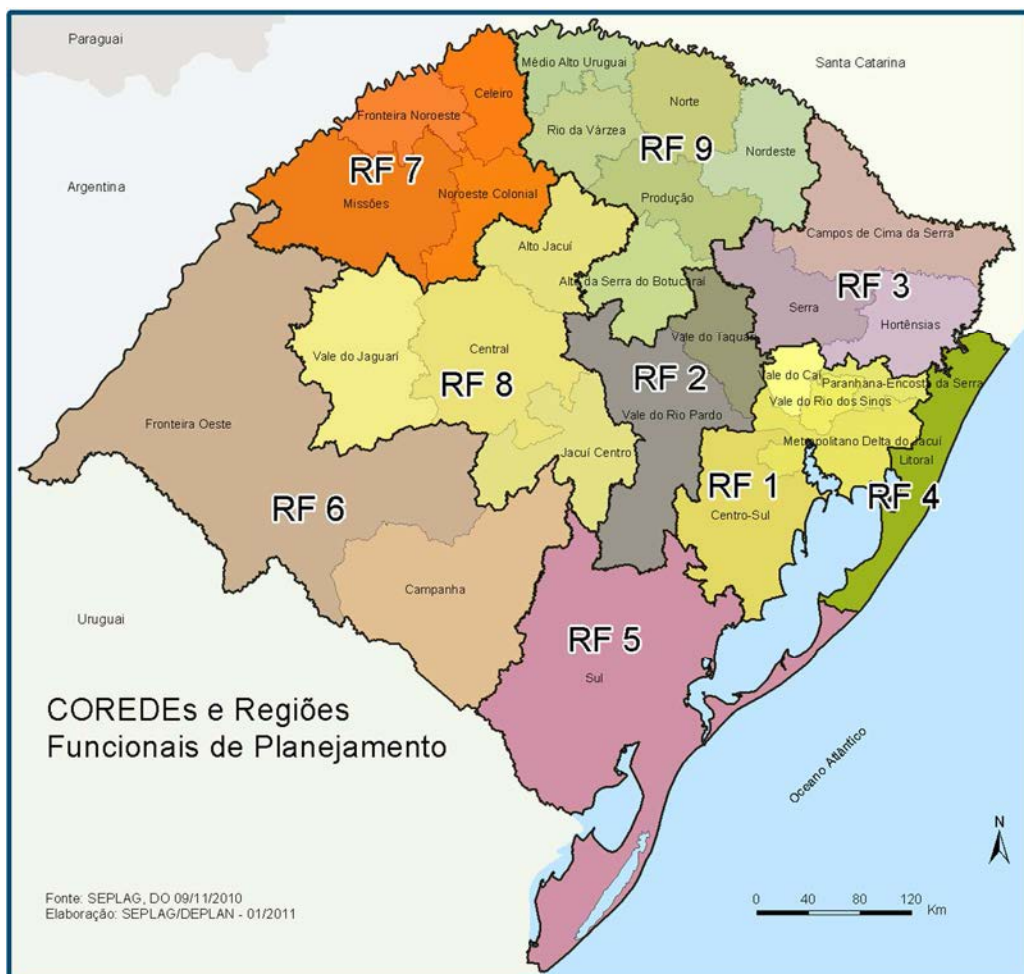 Paraguai
Médio Alto Uruguai
Santa Catarina
Celeiro
Norte
Fronteira Noroeste
Rio da Várzea
RF 9
Nordeste
RF 7
Argentina
Noroeste Colonial
Missões
Produção
Alto Jacuí
Campos de Cima da Serra
Alto da Serra do Botucaraí
RF 3
Serra
Hortênsias
Vale do Taquari
Vale do Jaguari
Central
RF 8
RF 2
Vale do Caí
Paranhana-Encosta da Serra
Vale do Rio dos Sinos
Vale do Rio Pardo
Fronteira Oeste
Metropolitano Delta do Jacuí
Jacuí Centro
Litoral
RF 1
RF 4
RF 6
Centro-Sul
Campanha
Uruguai
RF 5
Sul
COREDEs e Regiões
Funcionais de Planejamento
Oceano Atlântico
N
Fonte: SEPLAG, DO 09/11/2010
Elaboração: SEPLAG/DEPLAN - 01/2011
0 40 80 120
Km